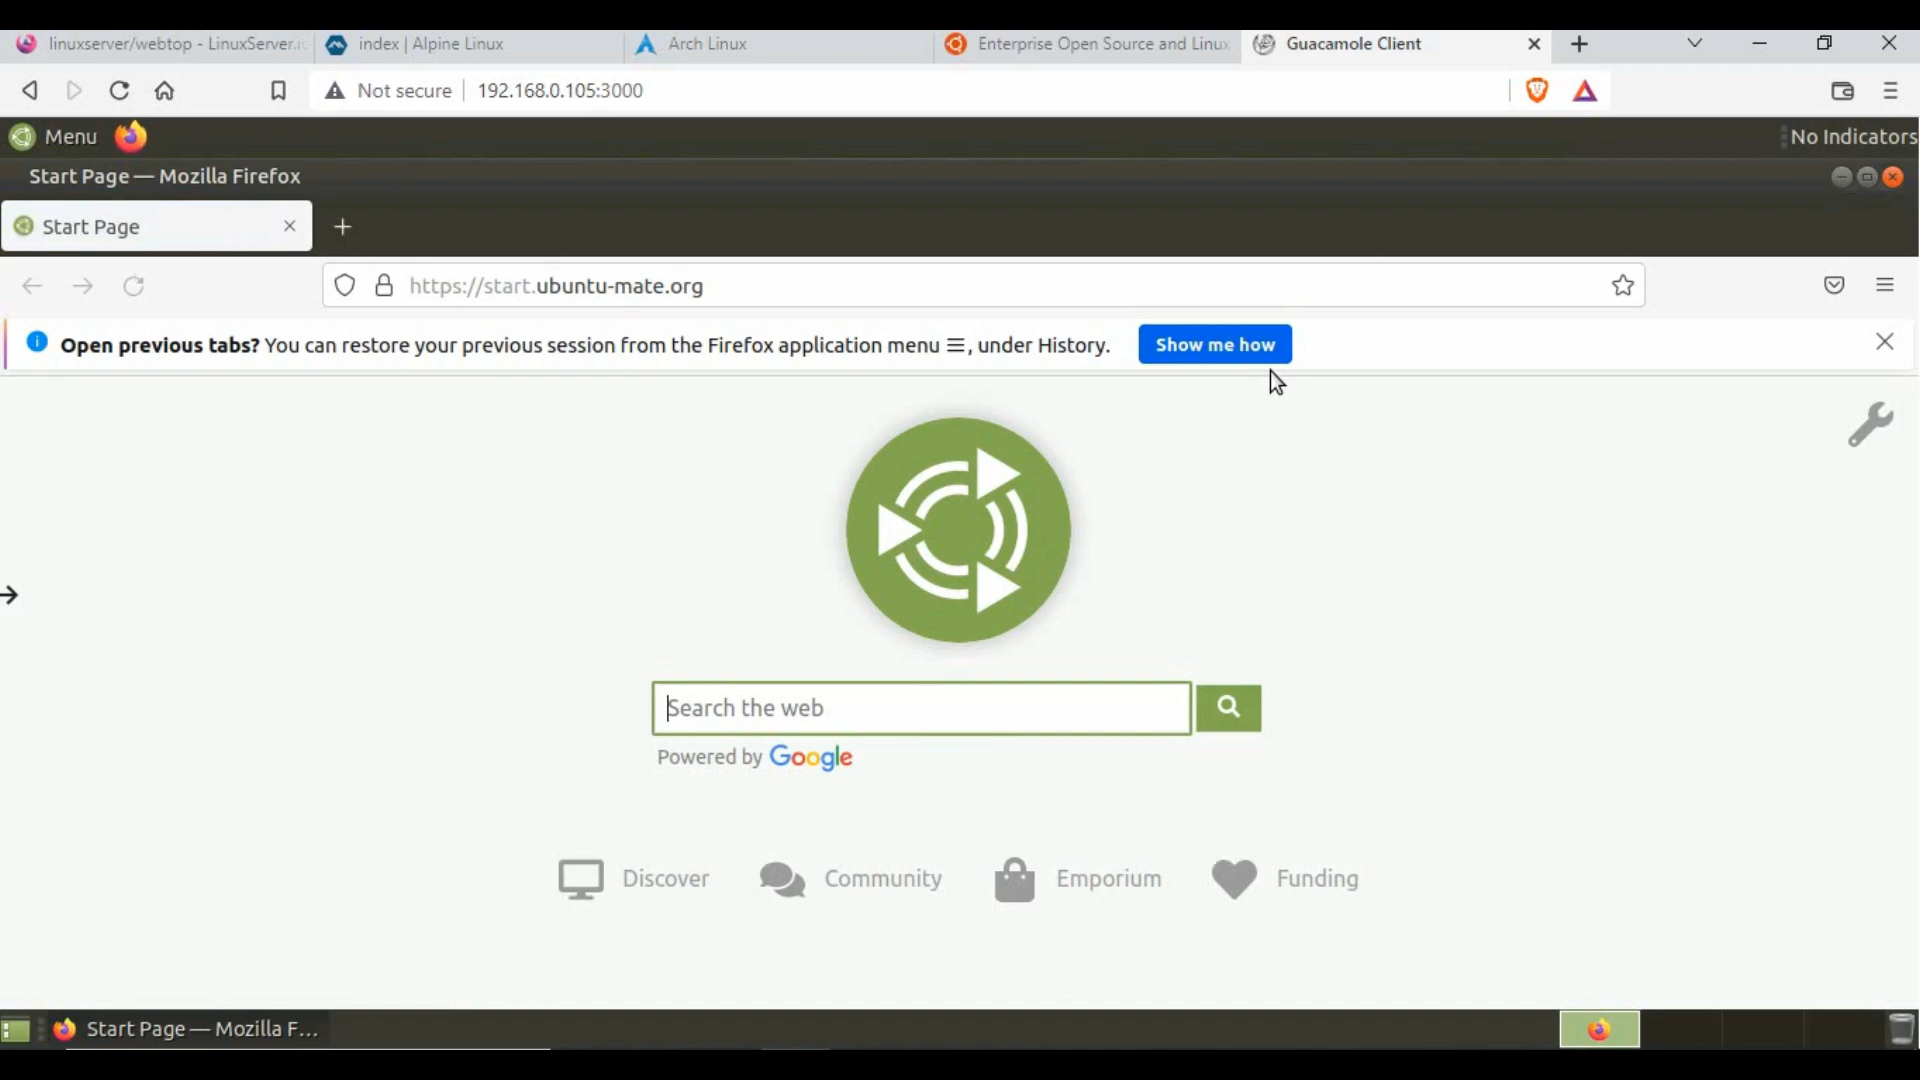 linuxserver/webtop - LinuxServer.io
index | Alpine Linux
Arch Linux
Enterprise Open Source and Linux
Guacamole Client
Not secure
192.168.0.105:3000
Menu
No Indicators
Start Page — Mozilla Firefox
Start Page
https://start.ubuntu-mate.org
Open previous tabs? You can restore your previous session from the Firefox application menu ☰, under History.
Show me how
Search the web
Powered by Google
Discover
Community
Emporium
Funding
Start Page — Mozilla F...